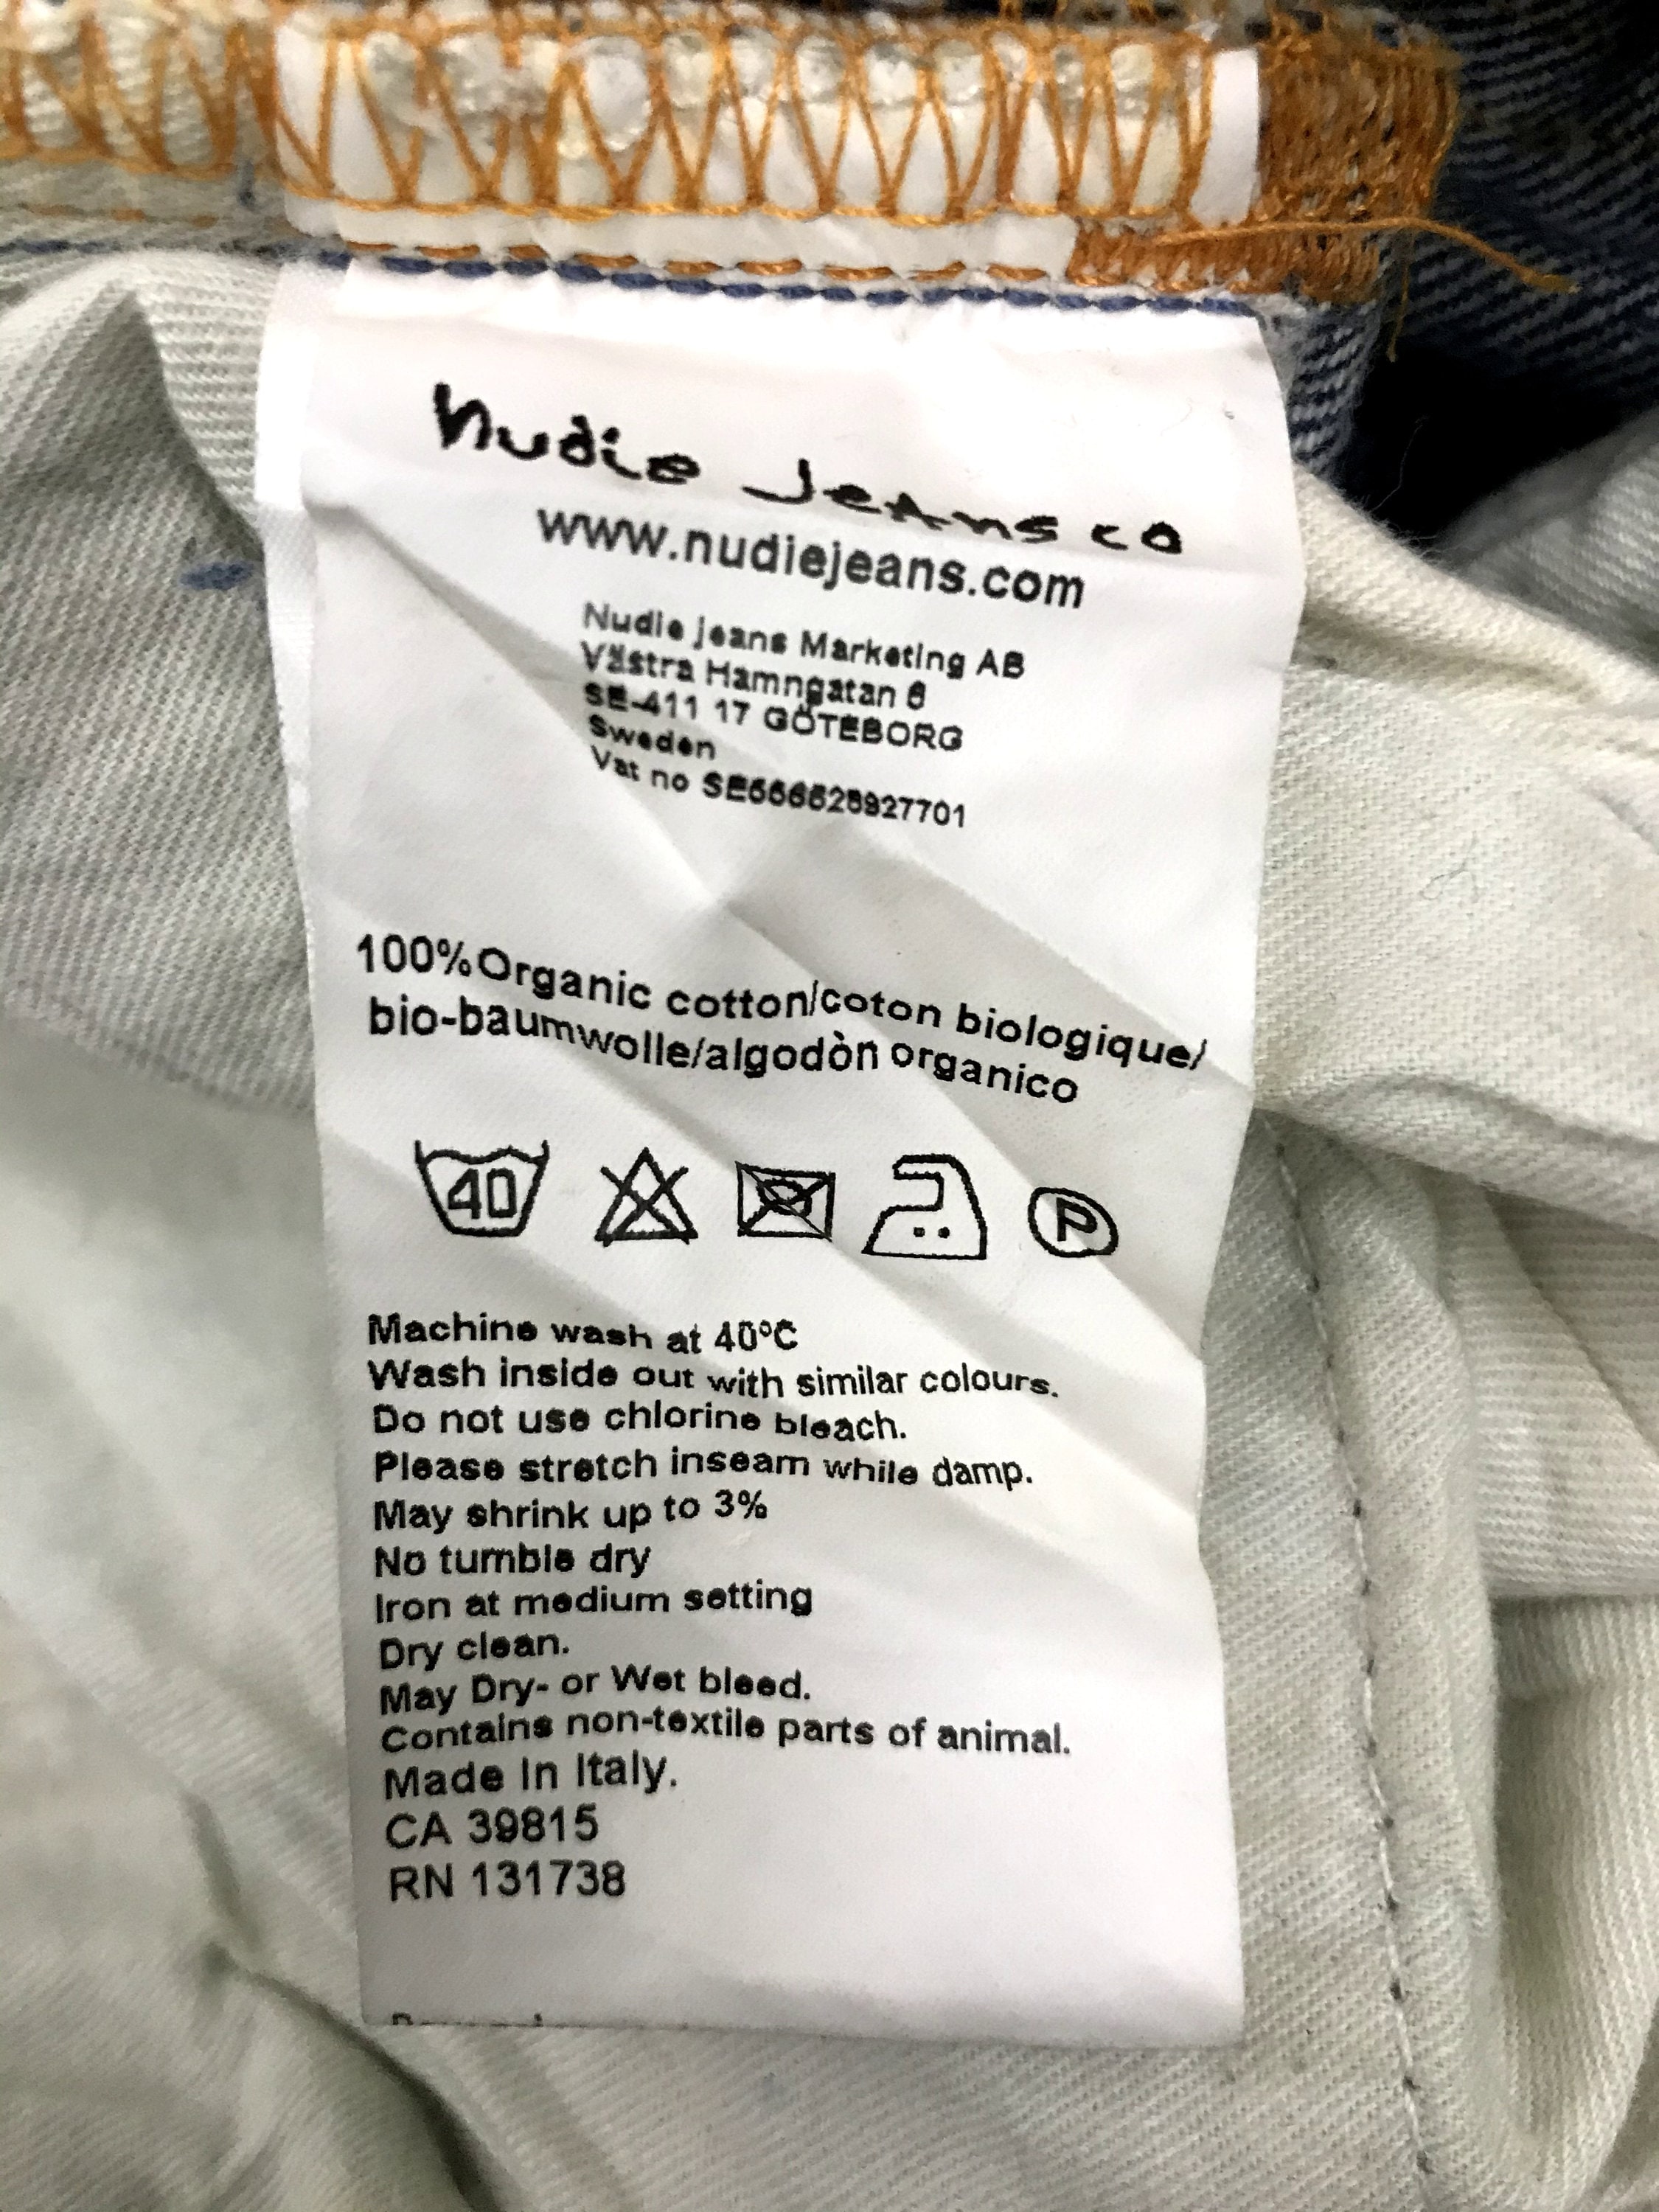 Nudie Jeans co
www.nudiejeans.com
Nudie jeans Marketing AB
Västra Hamngatan 6
SE-411 17 GÖTEBORG
Sweden
Vat no SE556625927701
100%Organic cotton/coton biologique/
bio-baumwolle/algodòn organico
40
P
Machine wash at 40°C
Wash inside out with similar colours.
Do not use chlorine bleach.
Please stretch inseam while damp.
May shrink up to 3%
No tumble dry
Iron at medium setting
Dry clean.
May Dry- or Wet bleed.
Contains non-textile parts of animal.
Made in Italy.
CA 39815
RN 131738